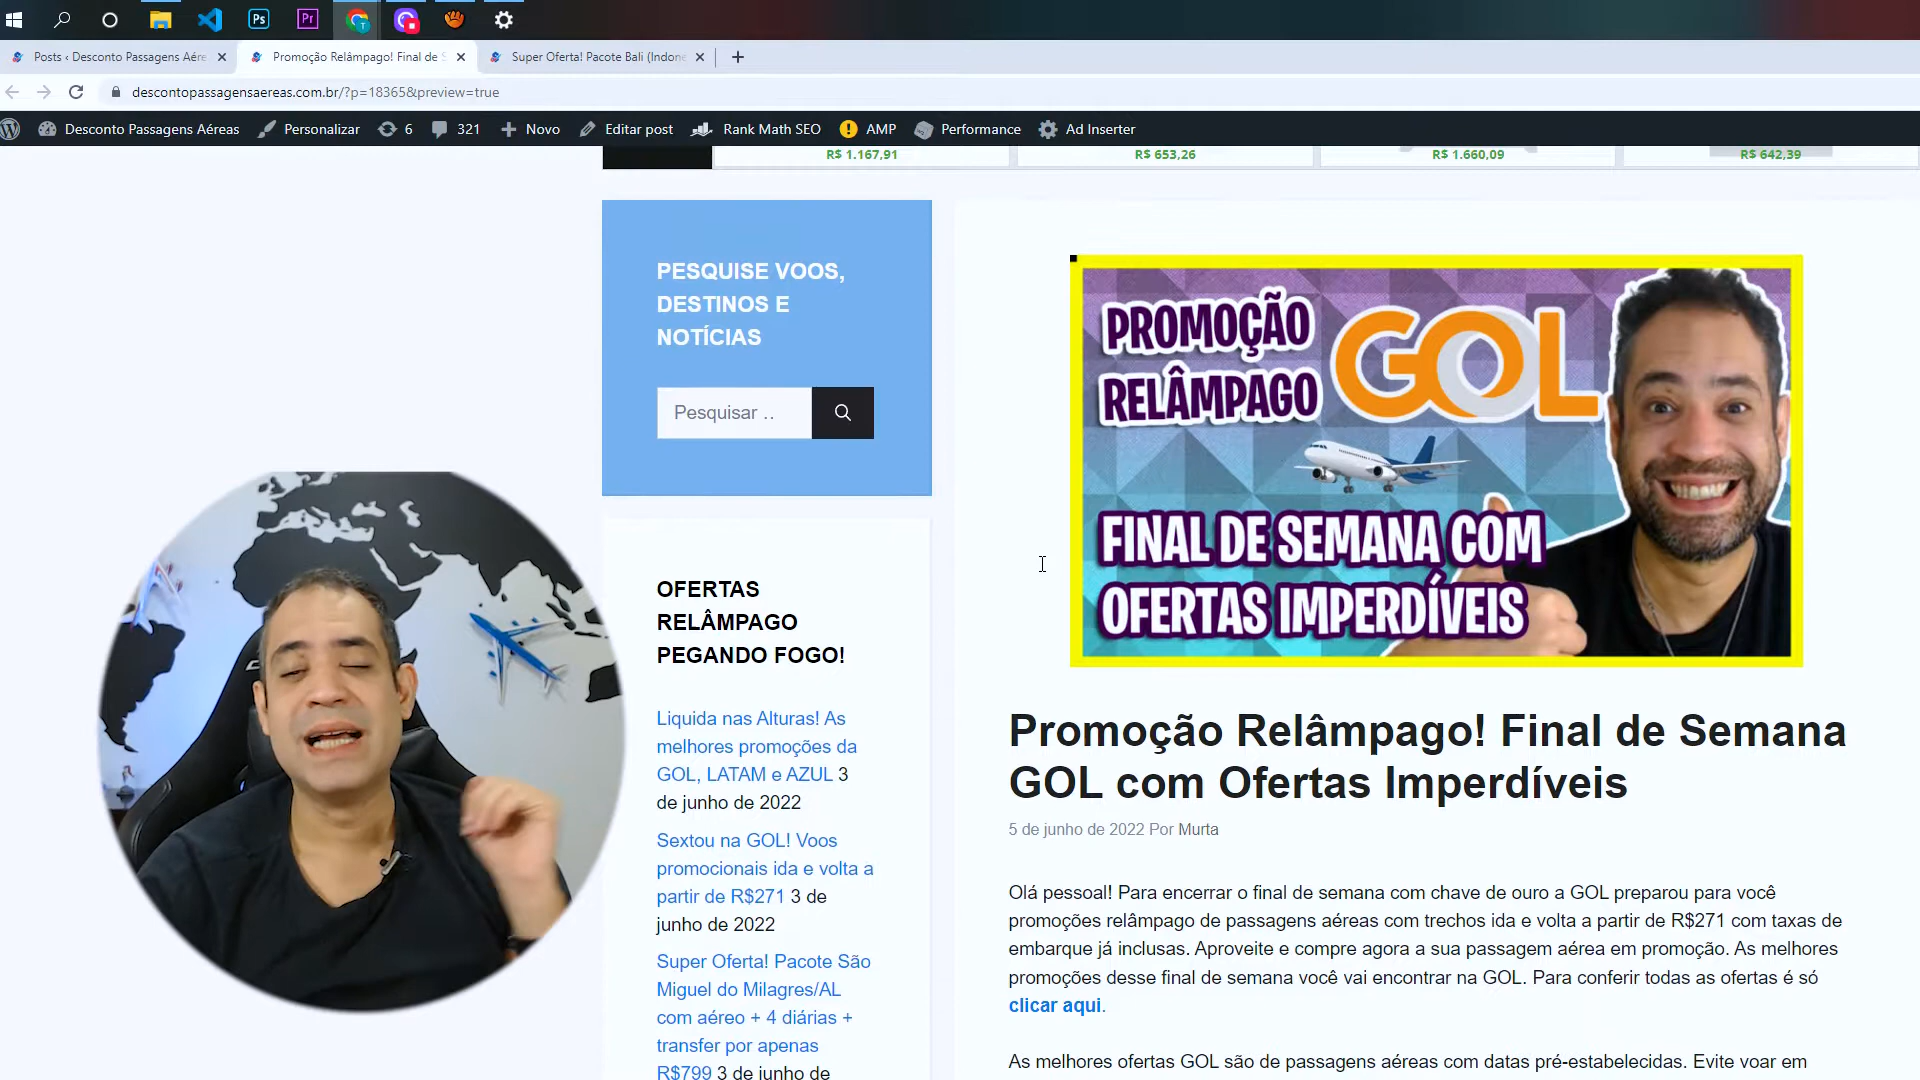 Ps
Pr
Posts ‹ Desconto Passagens Aére
Promoção Relâmpago! Final de S
Super Oferta! Pacote Bali (Indone
descontopassagensaereas.com.br/?p=18365&preview=true
Desconto Passagens Aéreas
Personalizar
6
321
Novo
Editar post
Rank Math SEO
AMP
Performance
Ad Inserter
R$ 1.167,91
R$ 653,26
R$ 1.660,09
R$ 642,39
PESQUISE VOOS,
DESTINOS E
NOTÍCIAS
Pesquisar ..
OFERTAS
RELÂMPAGO
PEGANDO FOGO!
Liquida nas Alturas! As
melhores promoções da
GOL, LATAM e AZUL 3
de junho de 2022
Sextou na GOL! Voos
promocionais ida e volta a
partir de R$271 3 de
junho de 2022
Super Oferta! Pacote São
Miguel do Milagres/AL
com aéreo + 4 diárias +
transfer por apenas
R$799 3 de junho de
PROMOÇÃO
RELÂMPAGO
GOL
FINAL DE SEMANA COM
OFERTAS IMPERDÍVEIS
Promoção Relâmpago! Final de Semana
GOL com Ofertas Imperdíveis
5 de junho de 2022 Por Murta
Olá pessoal! Para encerrar o final de semana com chave de ouro a GOL preparou para você
promoções relâmpago de passagens aéreas com trechos ida e volta a partir de R$271 com taxas de
embarque já inclusas. Aproveite e compre agora a sua passagem aérea em promoção. As melhores
promoções desse final de semana você vai encontrar na GOL. Para conferir todas as ofertas é só
clicar aqui.
As melhores ofertas GOL são de passagens aéreas com datas pré-estabelecidas. Evite voar em